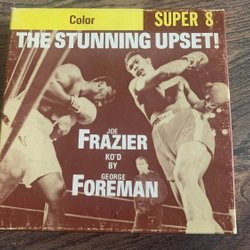 Color
SUPER 8
THE STUNNING UPSET!
JOE
FRAZIER
KO'D
BY
GEORGE
FOREMAN